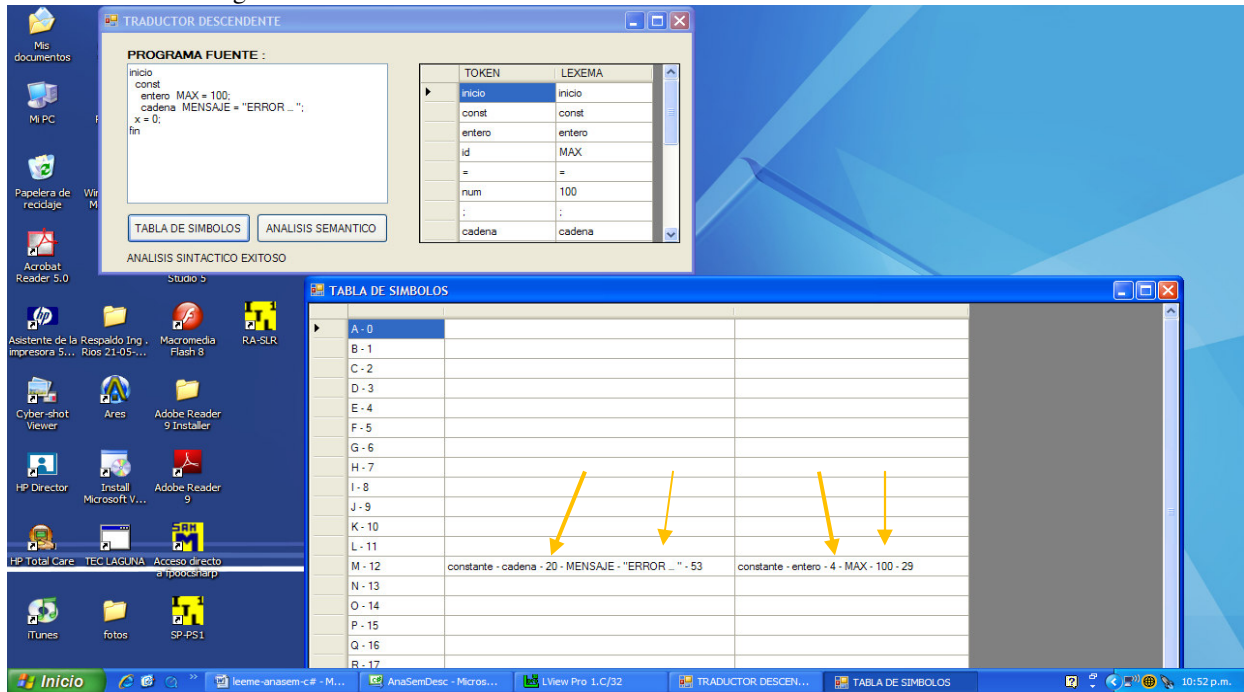 TRADUCTOR DESCENDENTE
PROGRAMA FUENTE :
inicio
const
entero MAX = 100;
cadena MENSAJE = "ERROR ... ";
x = 0;
fin
TOKEN LEXEMA
inicio inicio
const const
entero entero
id MAX
= =
num 100
; ;
cadena cadena
TABLA DE SIMBOLOS ANALISIS SEMANTICO
ANALISIS SINTACTICO EXITOSO
Mis
documentos
Mi PC
Papelera de
reciclaje
Acrobat
Reader 5.0
Studio 5
Asistente de la
impresora 5...
Respaldo Ing .
Rios 21-05-...
Macromedia
Flash 8
RA-SLR
Cyber-shot
Viewer
Ares
Adobe Reader
9 Installer
HP Director
Install
Microsoft V...
Adobe Reader
9
HP Total Care
TEC LAGUNA
Acceso directo
a fpoocsharp
iTunes
fotos
SP-PS1
TABLA DE SIMBOLOS
A - 0
B - 1
C - 2
D - 3
E - 4
F - 5
G - 6
H - 7
I - 8
J - 9
K - 10
L - 11
M - 12 constante - cadena - 20 - MENSAJE - "ERROR ... " - 53 constante - entero - 4 - MAX - 100 - 29
N - 13
O - 14
P - 15
Q - 16
R - 17
Inicio leeme-anasem-c# - M... AnaSemDesc - Micros... LView Pro 1.C/32 TRADUCTOR DESCEN... TABLA DE SIMBOLOS 10:52 p.m.